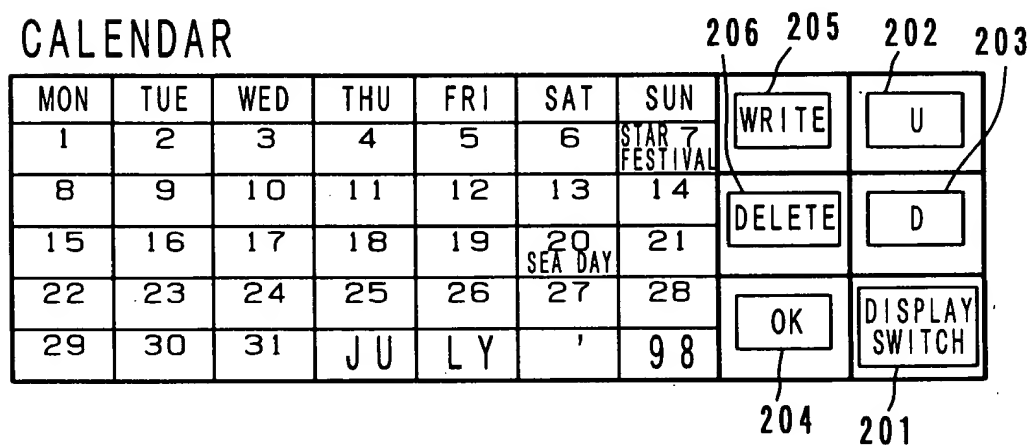 CALENDAR 206 205 202 203
MON TUE WED THU FRI SAT SUN WRITE U
1 2 3 4 5 6 STAR 7 FESTIVAL
8 9 10 11 12 13 14 DELETE D
15 16 17 18 19 20 SEA DAY 21
22 23 24 25 26 27 28 OK DISPLAY SWITCH
29 30 31 JU LY ' 98
204 201